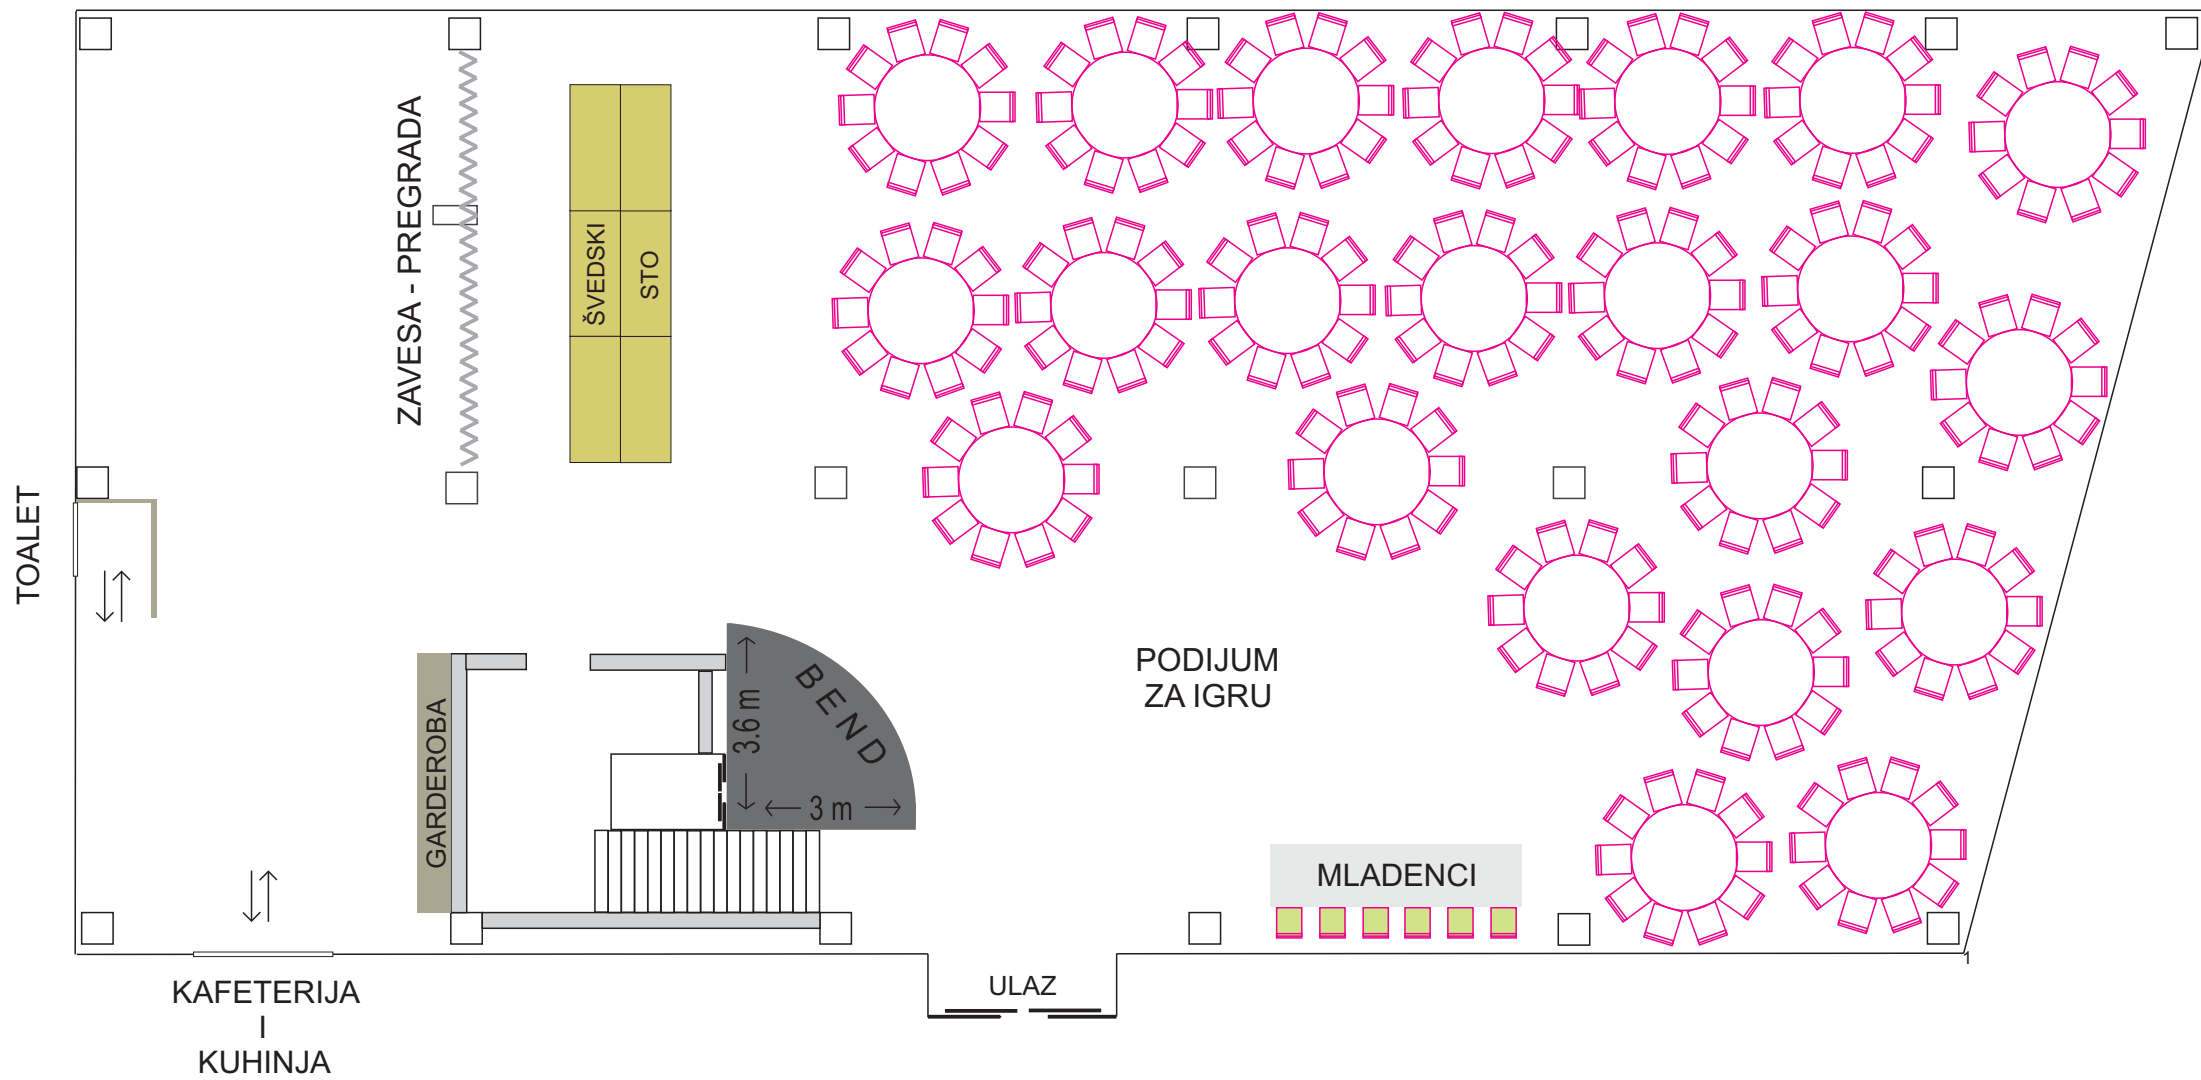 ZAVESA - PREGRADA
ŠVEDSKI
STO
TOALET
GARDEROBA
BEND
3.6 m
3 m
PODIJUM
ZA IGRU
MLADENCI
ULAZ
KAFETERIJA
I
KUHINJA